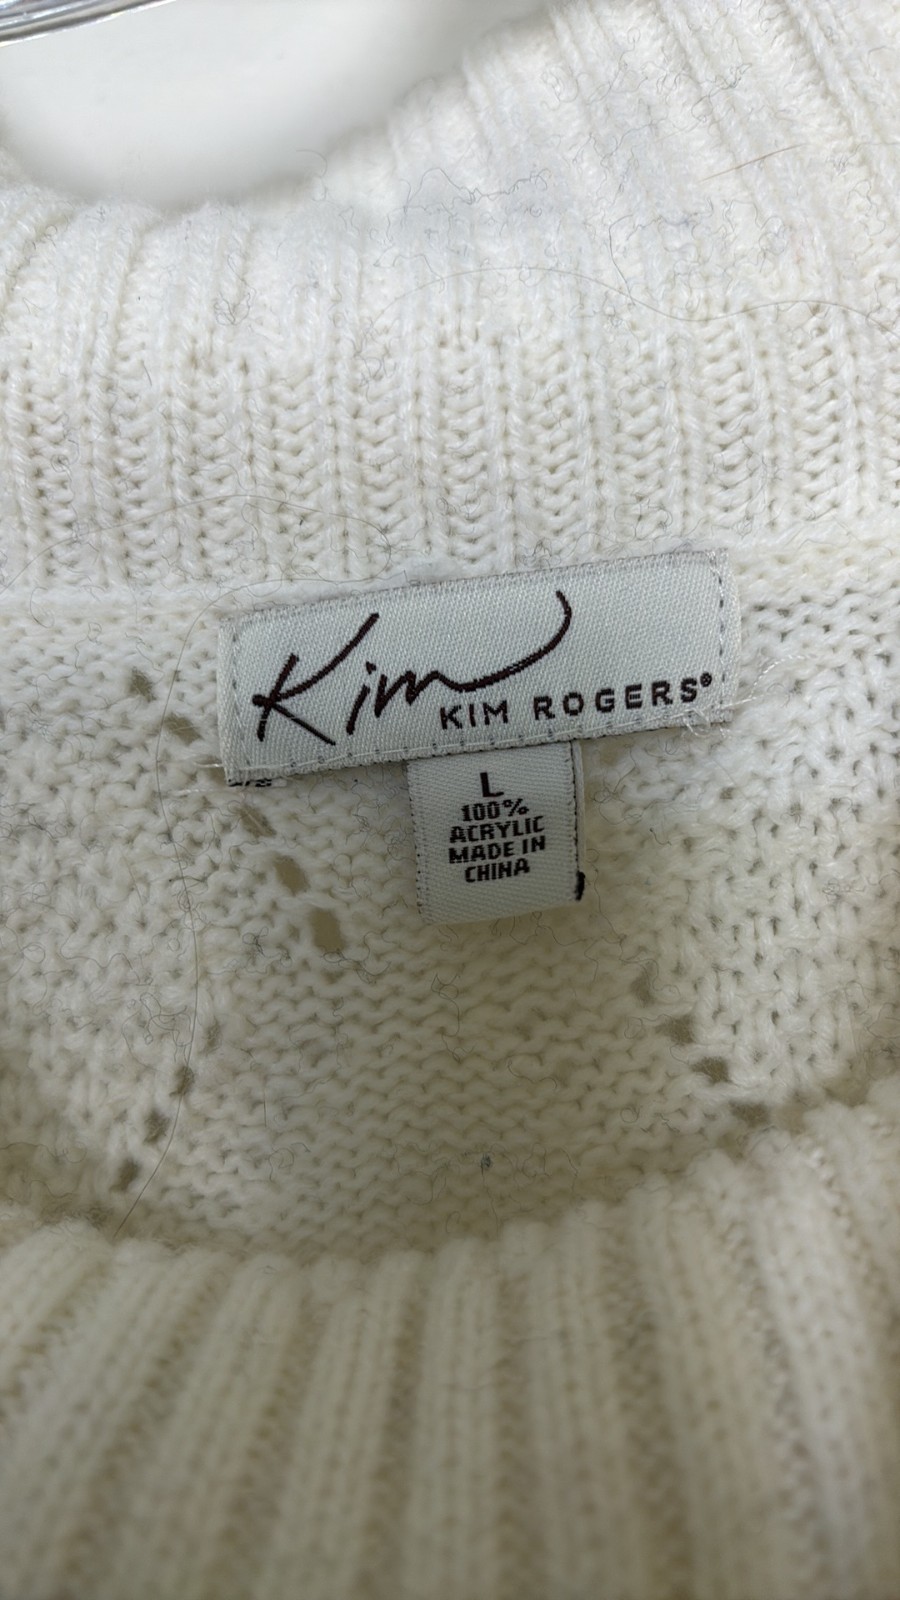 Kim
KIM ROGERS®
L
100%
ACRYLIC
MADE IN
CHINA